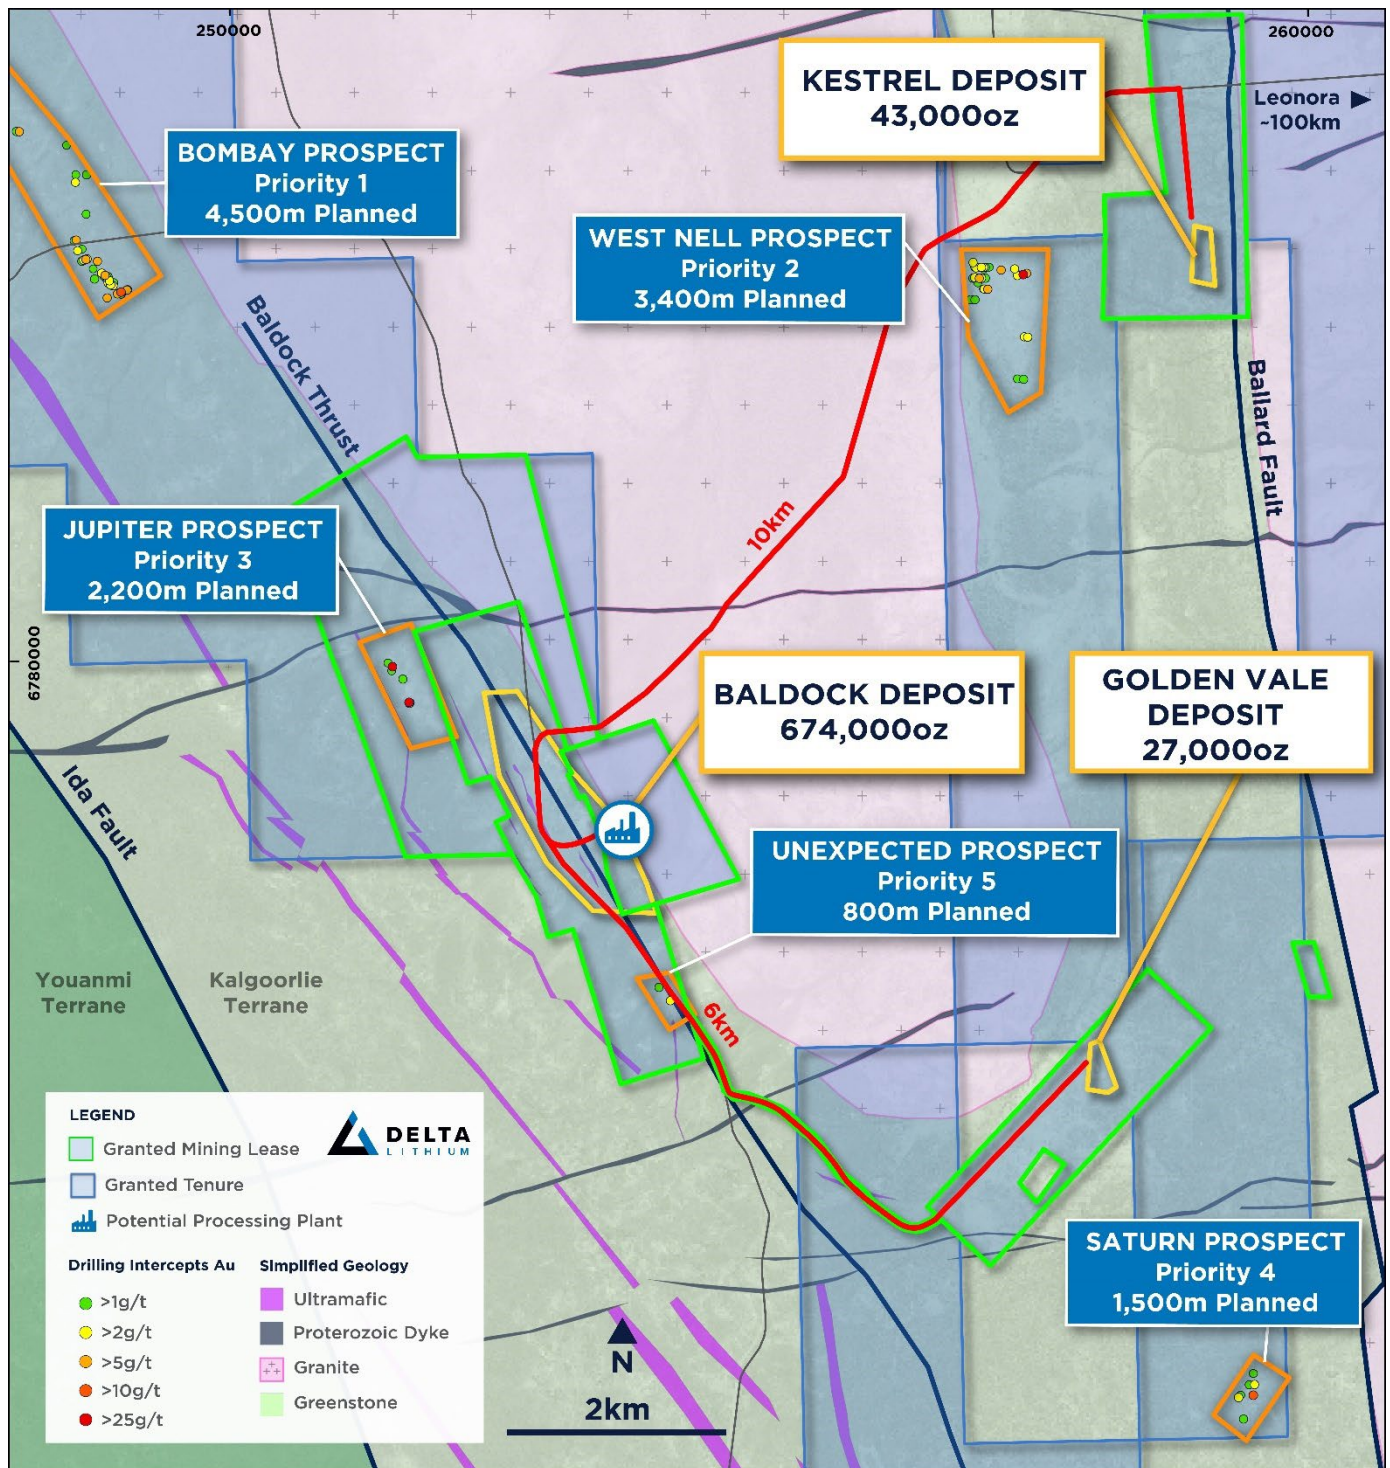 250000
260000
KESTREL DEPOSIT
43,000oz
Leonora
~100km
BOMBAY PROSPECT
Priority 1
4,500m Planned
WEST NELL PROSPECT
Priority 2
3,400m Planned
Baldock Thrust
Ballard Fault
JUPITER PROSPECT
Priority 3
2,200m Planned
10km
6780000
BALDOCK DEPOSIT
674,000oz
GOLDEN VALE
DEPOSIT
27,000oz
Ida Fault
UNEXPECTED PROSPECT
Priority 5
800m Planned
Youanmi
Terrane
Kalgoorlie
Terrane
6km
LEGEND
Granted Mining Lease
Granted Tenure
Potential Processing Plant
DELTA
LITHIUM
Drilling Intercepts Au
>1g/t
>2g/t
>5g/t
>10g/t
>25g/t
Simplified Geology
Ultramafic
Proterozoic Dyke
Granite
Greenstone
N
2km
SATURN PROSPECT
Priority 4
1,500m Planned